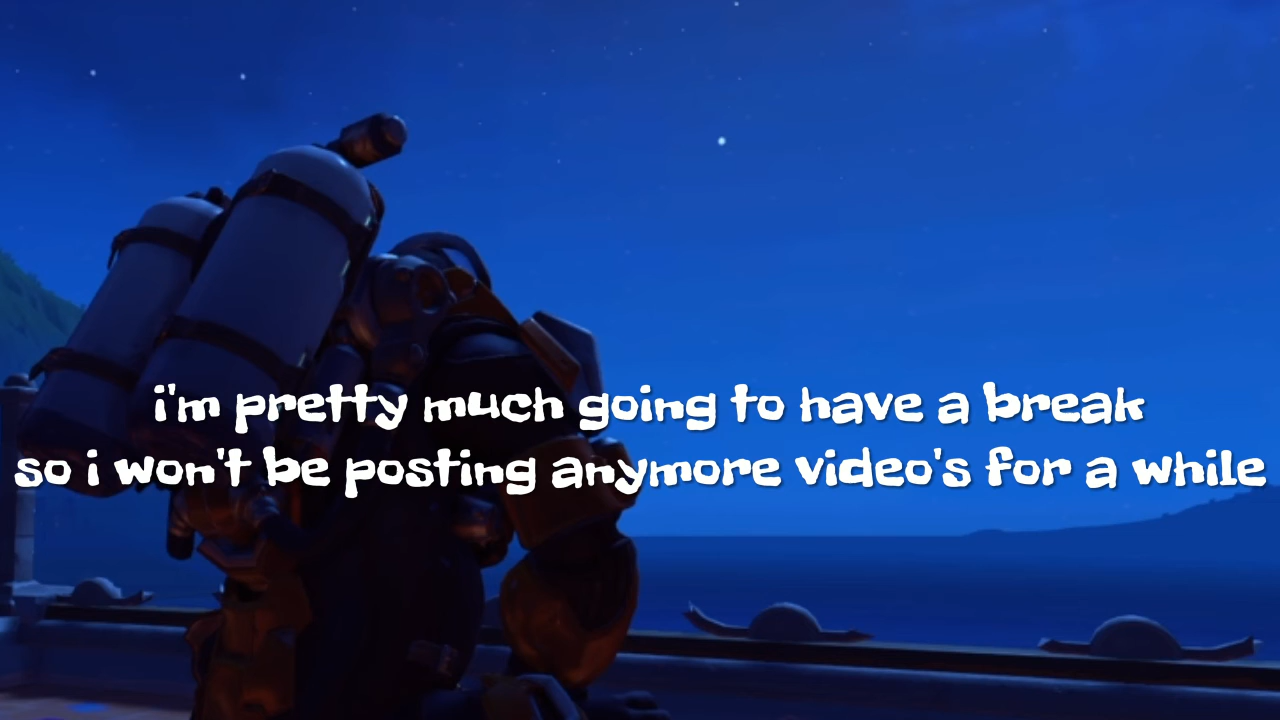 i'm pretty much going to have a break
so i won't be posting anymore video's for a while